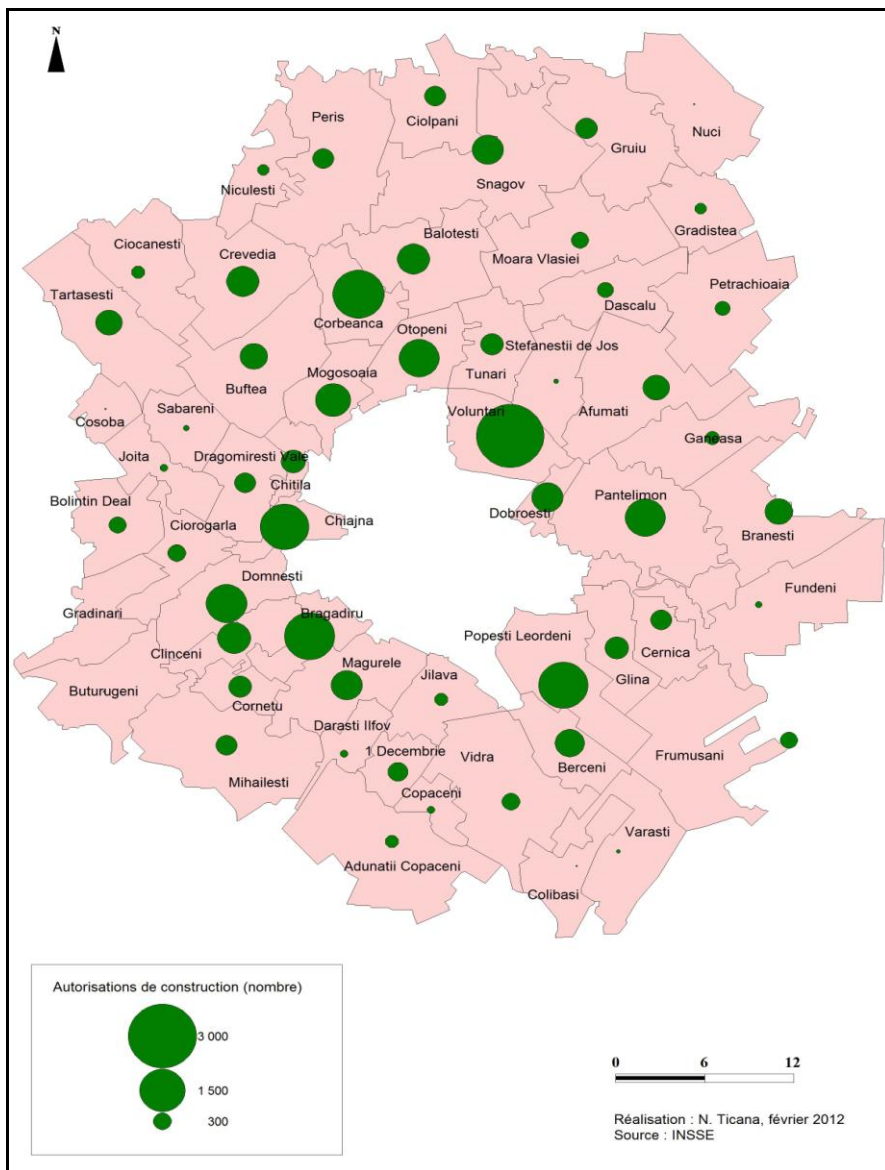 N
Peris
Ciolpani
Nuci
Gruiu
Snagov
Niculesti
Gradistea
Ciocanesti
Balotesti
Crevedia
Moara Vlasiei
Petrachioaia
Tartasesti
Dascalu
Corbeanca
Otopeni
Stefanestii de Jos
Tunari
Mogosoaia
Buftea
Sabareni
Voluntari
Afumati
Cosoba
Ganeasa
Dragomiresti Vale
Joita
Chitila
Bolintin Deal
Pantelimon
Dobroesti
Ciorogarla
Chiajna
Branesti
Domnesti
Fundeni
Gradinari
Bragadiru
Popesti Leordeni
Clinceni
Cernica
Magurele
Jilava
Glina
Buturugeni
Cornetu
Darasti Ilfov
1 Decembrie
Vidra
Frumusani
Berceni
Mihailesti
Copaceni
Varasti
Adunatii Copaceni
Colibasi
Autorisations de construction (nombre)
3 000
1 500
300
0 6 12
Réalisation : N. Ticana, février 2012
Source : INSSE